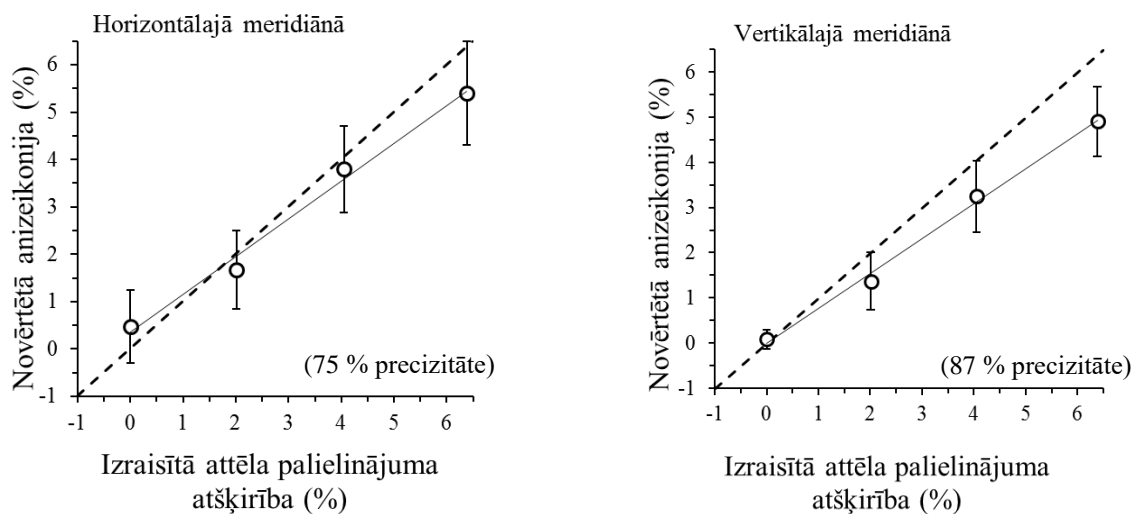 Horizontālajā meridiānā
Novērtētā anizeikonija (%)
6
5
4
3
2
1
0
-1
-1 0 1 2 3 4 5 6
(75 % precizitāte)
Izraisītā attēla palielinājuma
atšķirība (%)
Vertikālajā meridiānā
Novērtētā anizeikonija (%)
6
5
4
3
2
1
0
-1
-1 0 1 2 3 4 5 6
(87 % precizitāte)
Izraisītā attēla palielinājuma
atšķirība (%)